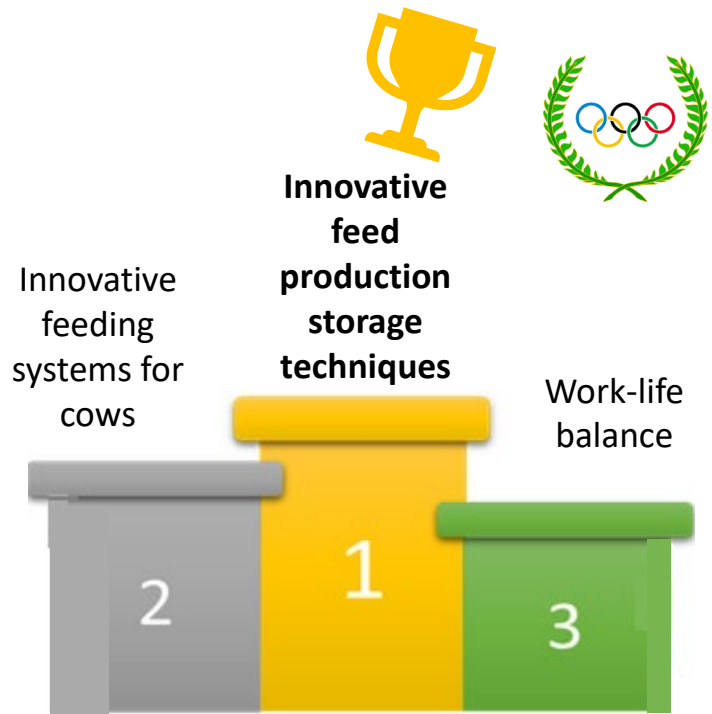 Innovative
feed
production
storage
techniques
Innovative
feeding
systems for
cows
Work-life
balance
2
1
3